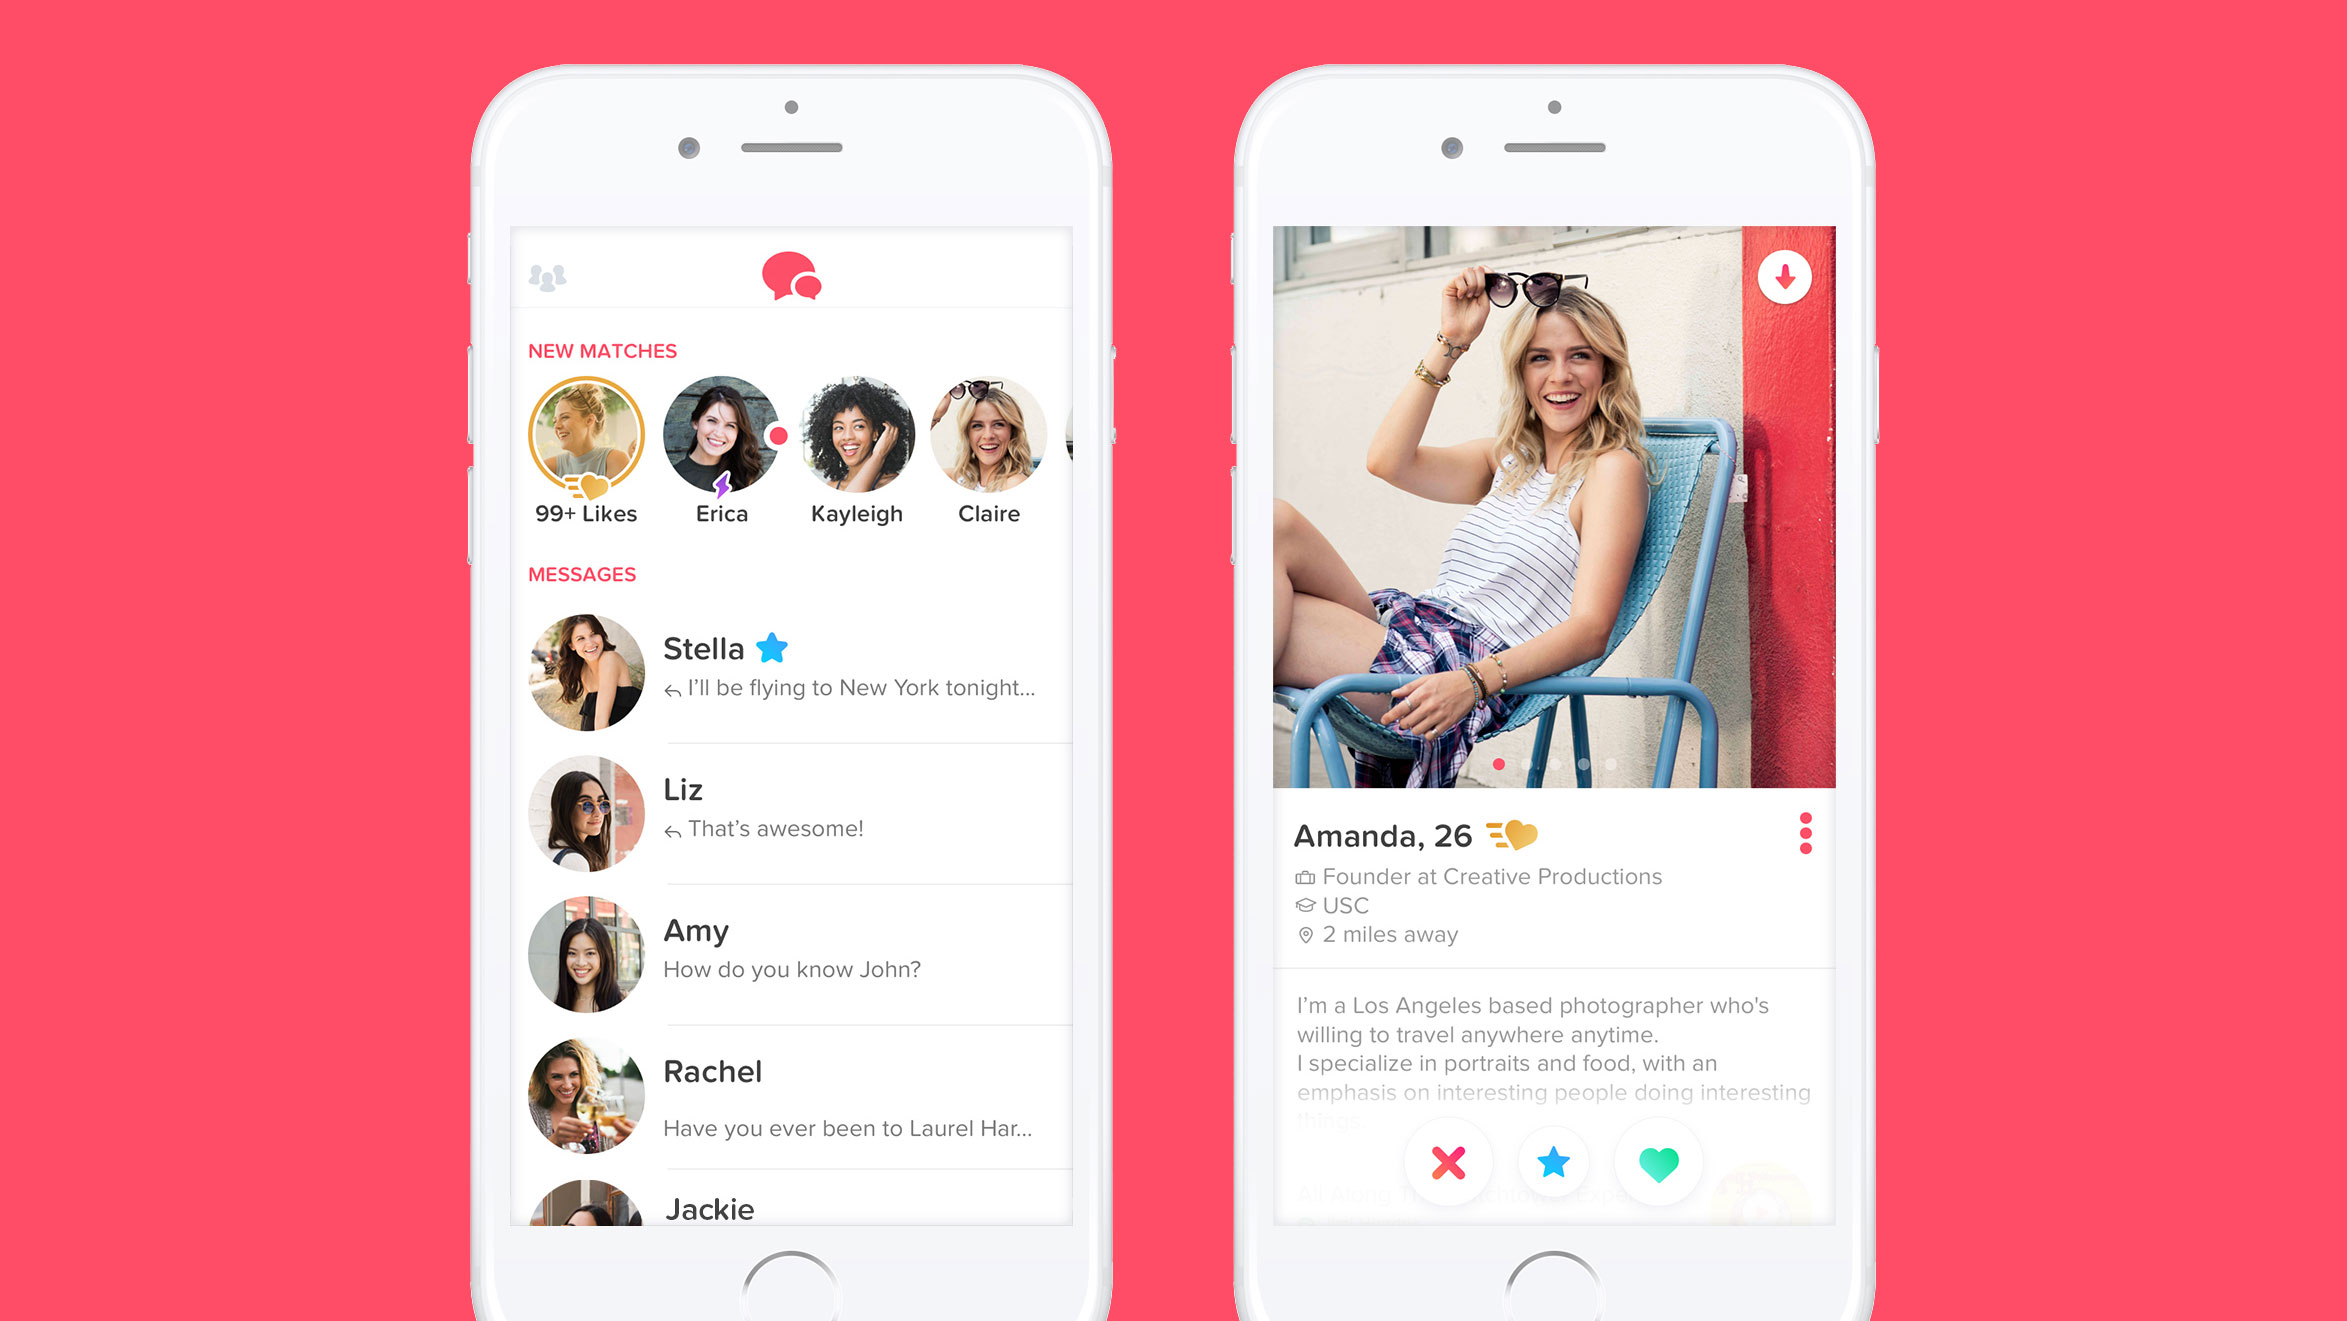 NEW MATCHES
99+ Likes
Erica
Kayleigh
Claire
MESSAGES
Stella
I'll be flying to New York tonight...
Liz
That's awesome!
Amy
How do you know John?
Rachel
Have you ever been to Laurel Har...
Jackie
Amanda, 26
Founder at Creative Productions
USC
2 miles away
I'm a Los Angeles based photographer who's
willing to travel anywhere anytime.
I specialize in portraits and food, with an
emphasis on interesting people doing interesting
things.
All Along